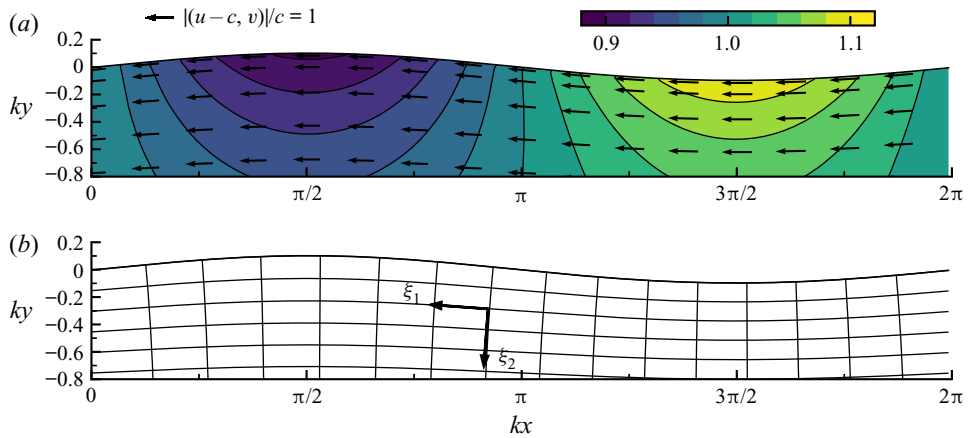 (a)
|(u – c, v)|/c = 1
0.9 1.0 1.1
0.2
0
ky
–0.2
–0.4
–0.6
–0.8
0 π/2 π 3π/2 2π
(b)
0.2
0
ky
–0.2
–0.4
–0.6
–0.8
ξ1
ξ2
0 π/2 π 3π/2 2π
kx